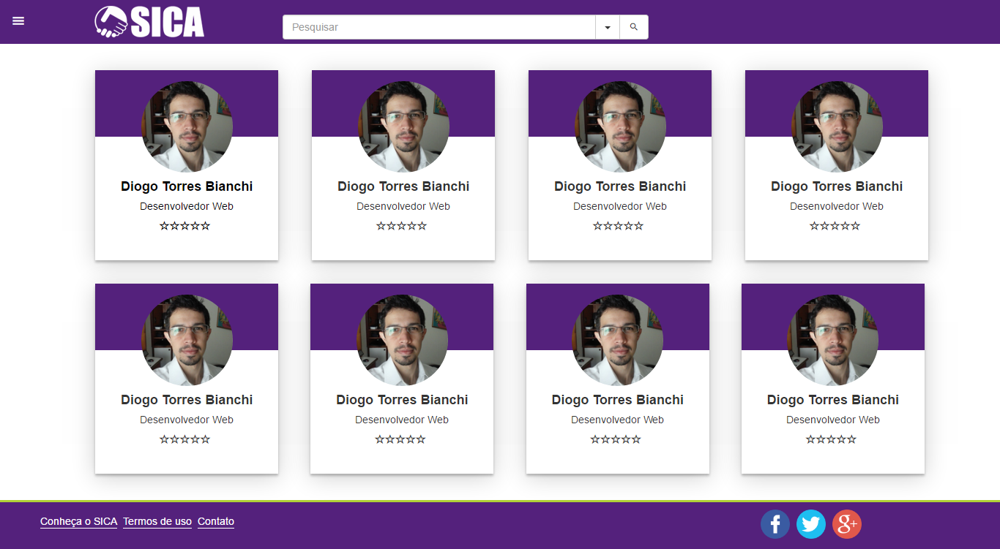 SICA
Pesquisar
Diogo Torres Bianchi
Desenvolvedor Web
☆☆☆☆☆
Diogo Torres Bianchi
Desenvolvedor Web
☆☆☆☆☆
Diogo Torres Bianchi
Desenvolvedor Web
☆☆☆☆☆
Diogo Torres Bianchi
Desenvolvedor Web
☆☆☆☆☆
Diogo Torres Bianchi
Desenvolvedor Web
☆☆☆☆☆
Diogo Torres Bianchi
Desenvolvedor Web
☆☆☆☆☆
Diogo Torres Bianchi
Desenvolvedor Web
☆☆☆☆☆
Diogo Torres Bianchi
Desenvolvedor Web
☆☆☆☆☆
Conheça o SICA Termos de uso Contato
f g+